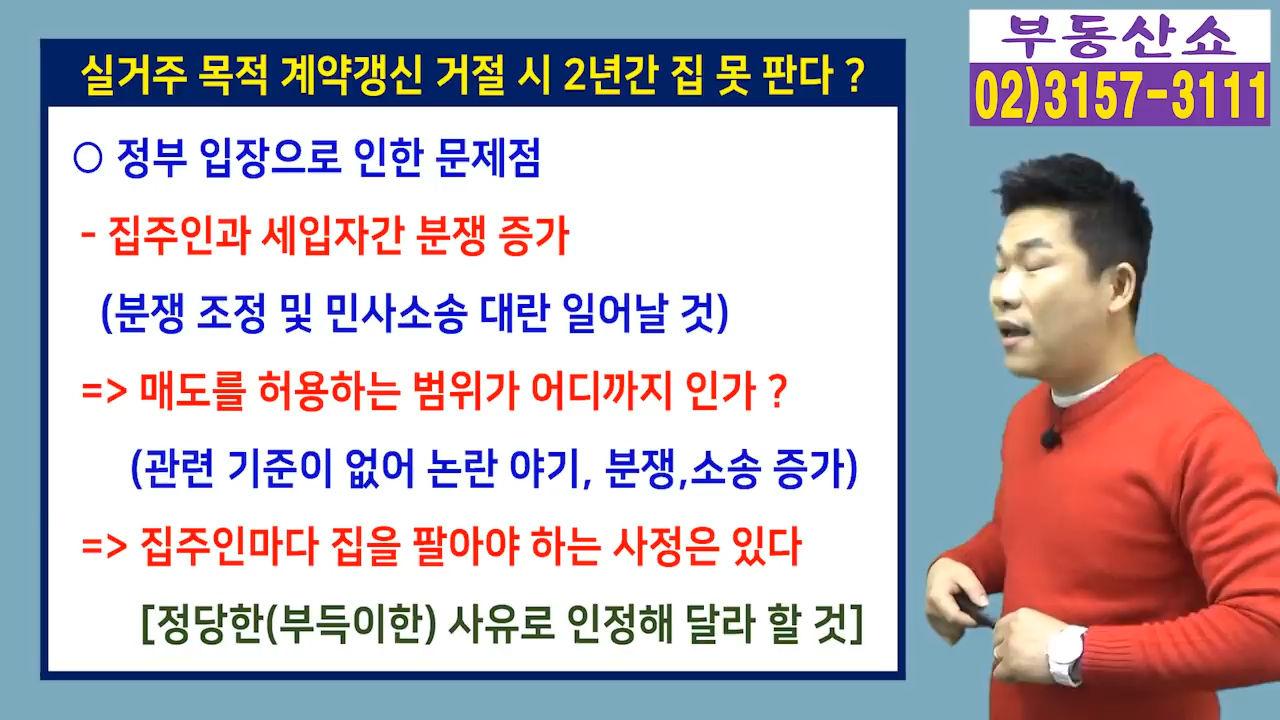 실거주 목적 계약갱신 거절 시 2년간 집 못 판다 ?
○ 정부 입장으로 인한 문제점
- 집주인과 세입자간 분쟁 증가
(분쟁 조정 및 민사소송 대란 일어날 것)
=> 매도를 허용하는 범위가 어디까지 인가 ?
(관련 기준이 없어 논란 야기, 분쟁,소송 증가)
=> 집주인마다 집을 팔아야 하는 사정은 있다
[정당한(부득이한) 사유로 인정해 달라 할 것]
부동산쇼
02)3157-3111